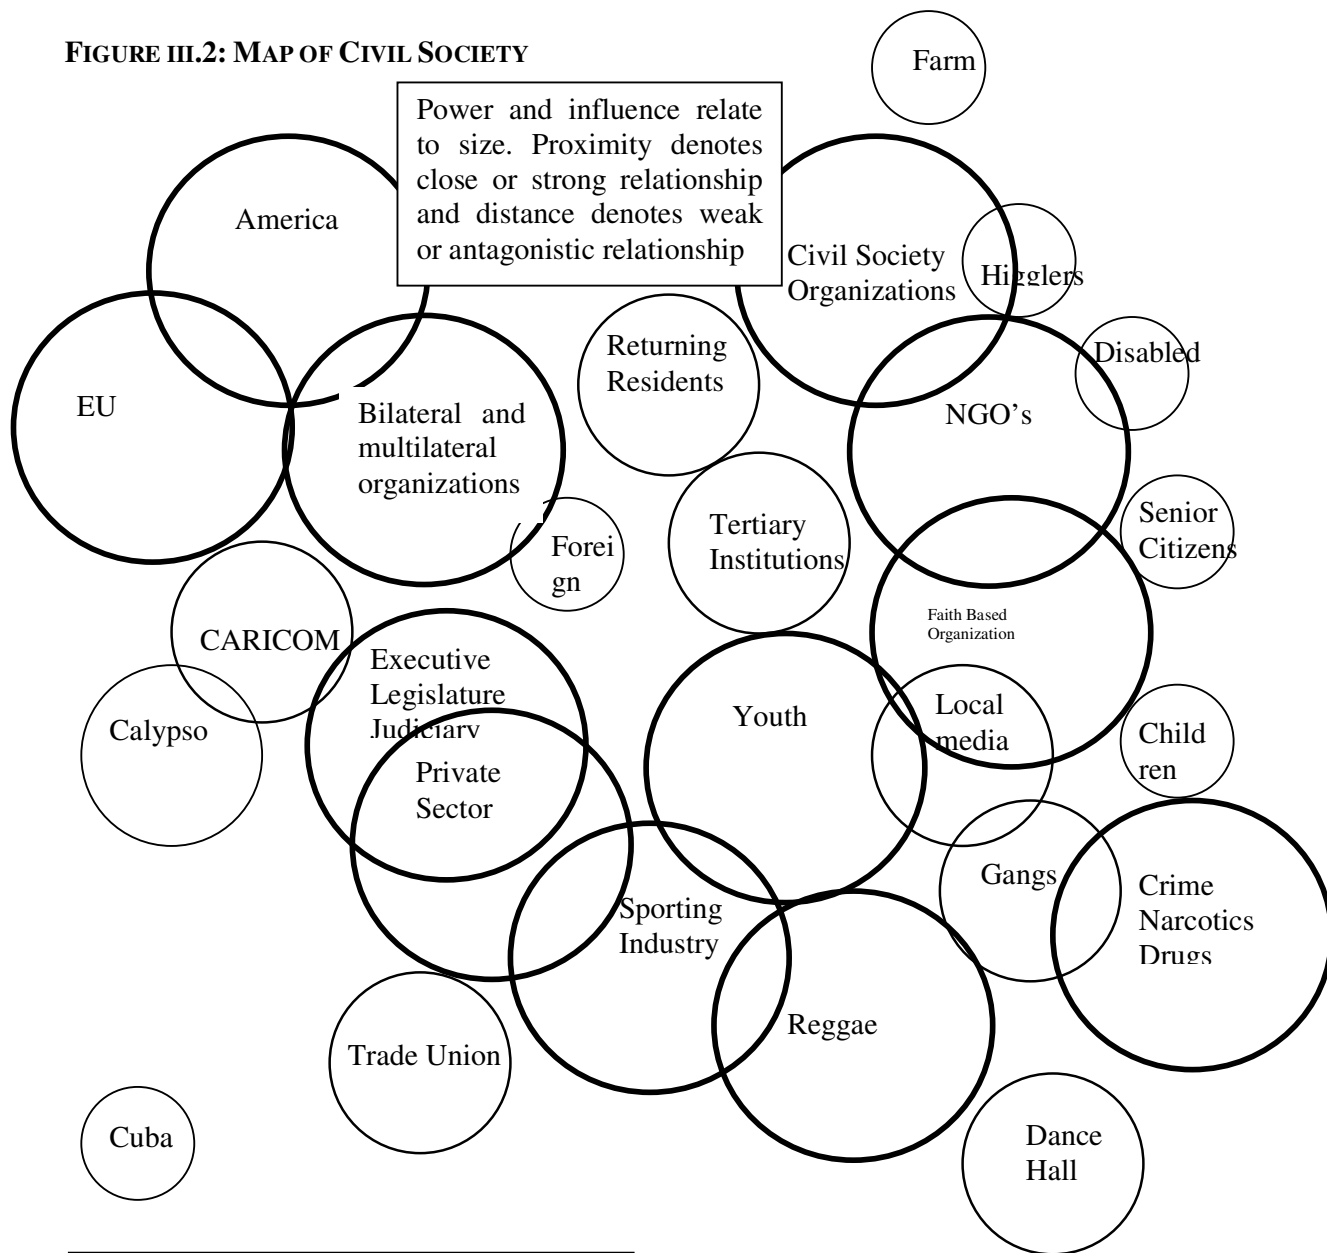 FIGURE III.2: MAP OF CIVIL SOCIETY
Farm
Power and influence relate
to size. Proximity denotes
close or strong relationship
and distance denotes weak
or antagonistic relationship
America
Civil Society
Organizations
Higglers
Returning
Residents
Disabled
EU
Bilateral and
multilateral
organizations
NGO's
Senior
Citizens
Tertiary
Institutions
Forei
gn
Faith Based
Organization
CARICOM
Executive
Legislature
Judiciary
Calypso
Youth
Local
media
Child
ren
Private
Sector
Gangs
Crime
Narcotics
Drugs
Sporting
Industry
Reggae
Trade Union
Cuba
Dance
Hall